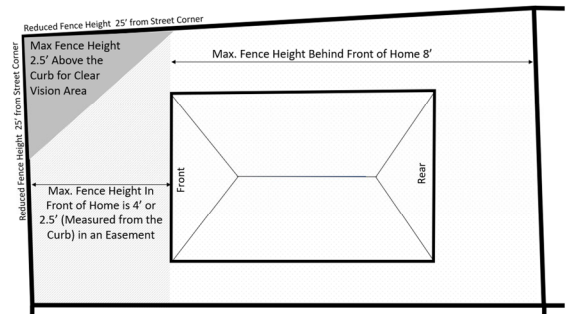 Reduced Fence Height 25' from Street Corner
Max Fence Height
2.5' Above the
Curb for Clear
Vision Area
Max. Fence Height Behind Front of Home 8'
Reduced Fence Height 25' from Street Corner
Front
Rear
Max. Fence Height In
Front of Home is 4' or
2.5' (Measured from the
Curb) in an Easement